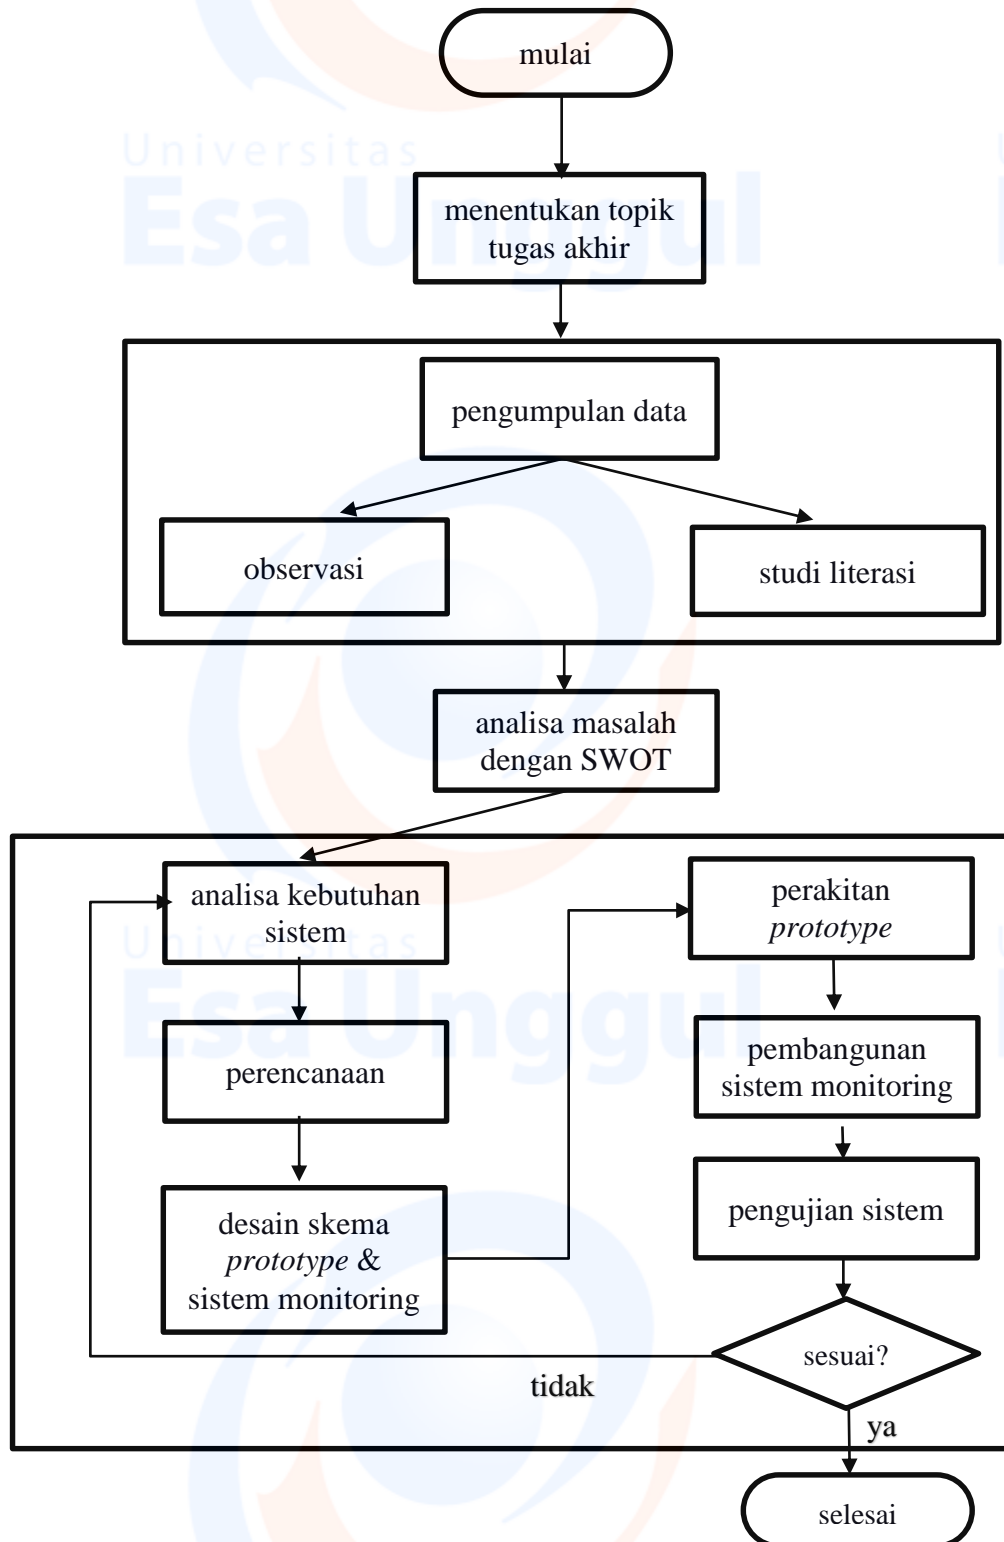 mulai
menentukan topik
tugas akhir
pengumpulan data
observasi
studi literasi
analisa masalah
dengan SWOT
analisa kebutuhan
sistem
perencanaan
desain skema
prototype &
sistem monitoring
perakitan
prototype
pembangunan
sistem monitoring
pengujian sistem
sesuai?
tidak
ya
selesai
Universitas
Esa Unggul
Universitas
Esa Unggul